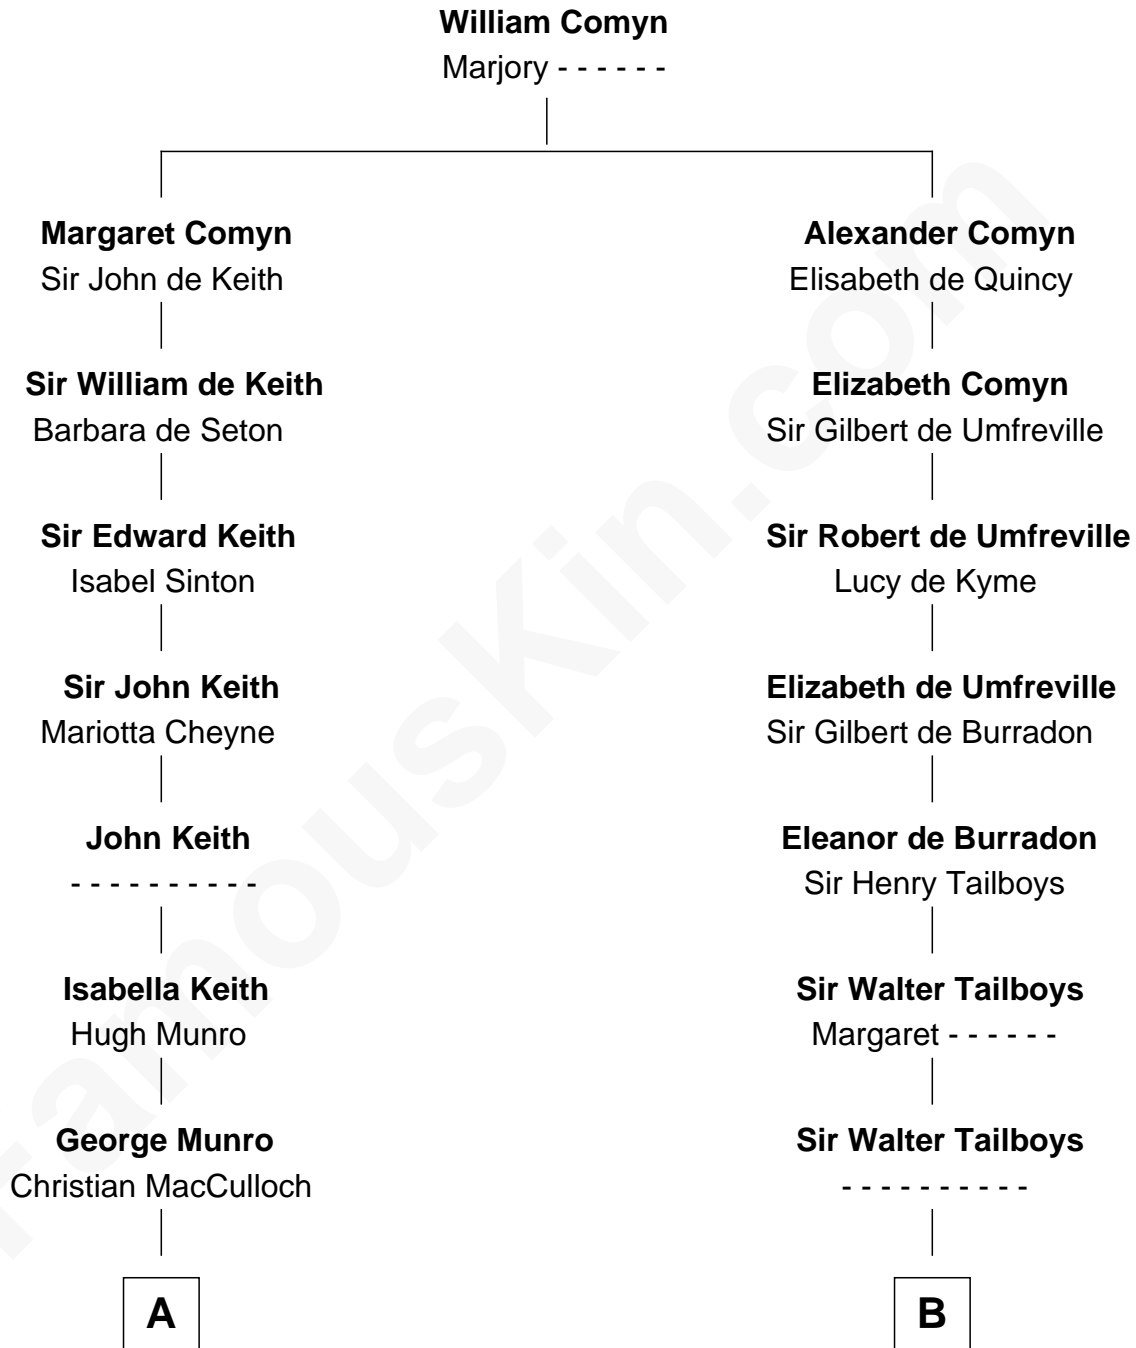 William Comyn
Marjory - - - - - -
Margaret Comyn
Sir John de Keith
Alexander Comyn
Elisabeth de Quincy
Sir William de Keith
Barbara de Seton
Elizabeth Comyn
Sir Gilbert de Umfreville
Sir Edward Keith
Isabel Sinton
Sir Robert de Umfreville
Lucy de Kyme
Sir John Keith
Mariotta Cheyne
Elizabeth de Umfreville
Sir Gilbert de Burradon
John Keith
- - - - - - - - - -
Eleanor de Burradon
Sir Henry Tailboys
Isabella Keith
Hugh Munro
Sir Walter Tailboys
Margaret - - - - - -
George Munro
Christian MacCulloch
Sir Walter Tailboys
- - - - - - - - - -
A
B
FamousKin.com